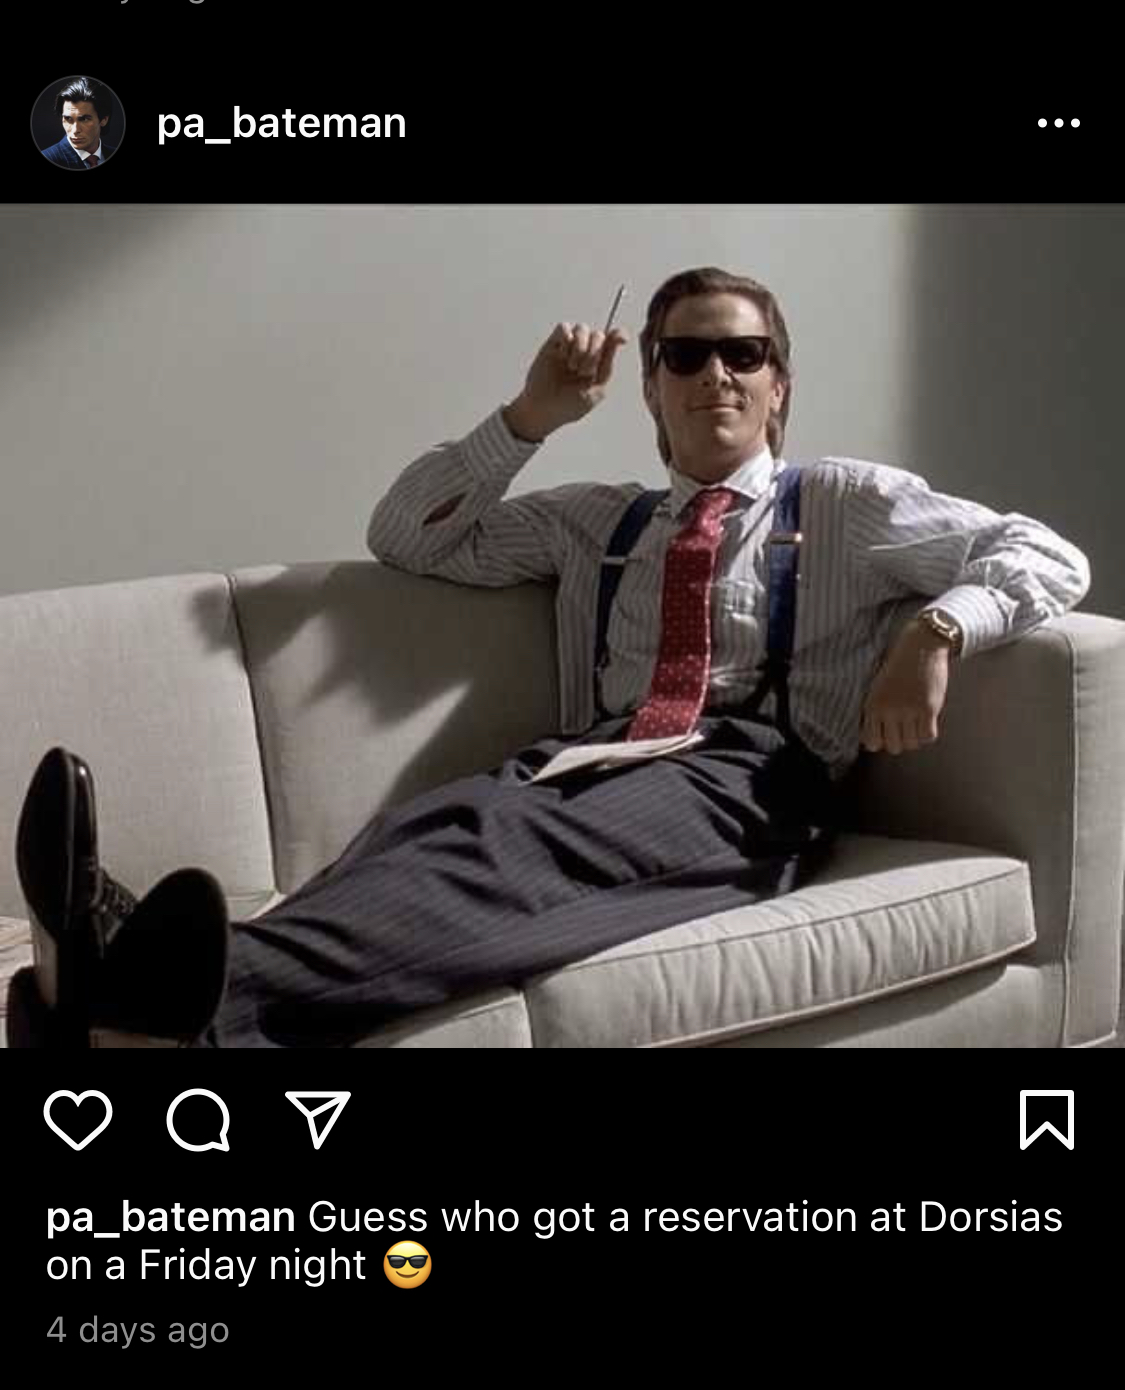 pa_bateman
pa_bateman Guess who got a reservation at Dorsias
on a Friday night 😎
4 days ago